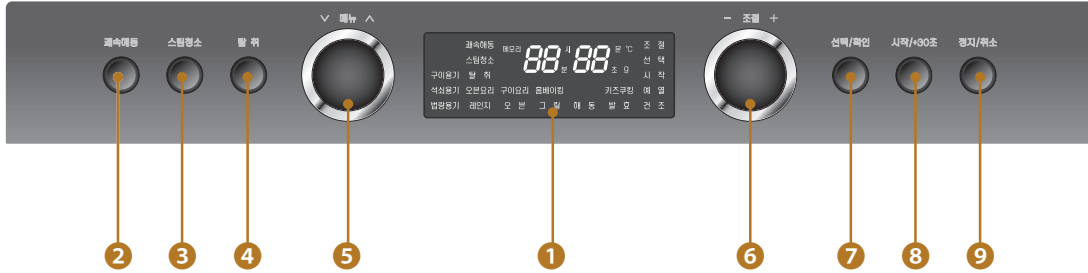 ∨ 메뉴 ∧
− 조절 +
쾌속해동 스팀청소 탈 취
선택/확인 시작/+30초 정지/취소
쾌속해동 메모리 88 시 88 분 ℃ 조 절
스팀청소 분 초 g 선 택
구이용기 탈 취 시 작
석쇠용기 오븐요리 구이요리 홈베이킹 키즈쿠킹 예 열
법랑용기 레인지 오 븐 그 릴 해 동 발 효 건 조
2 3 4 5 1 6 7 8 9